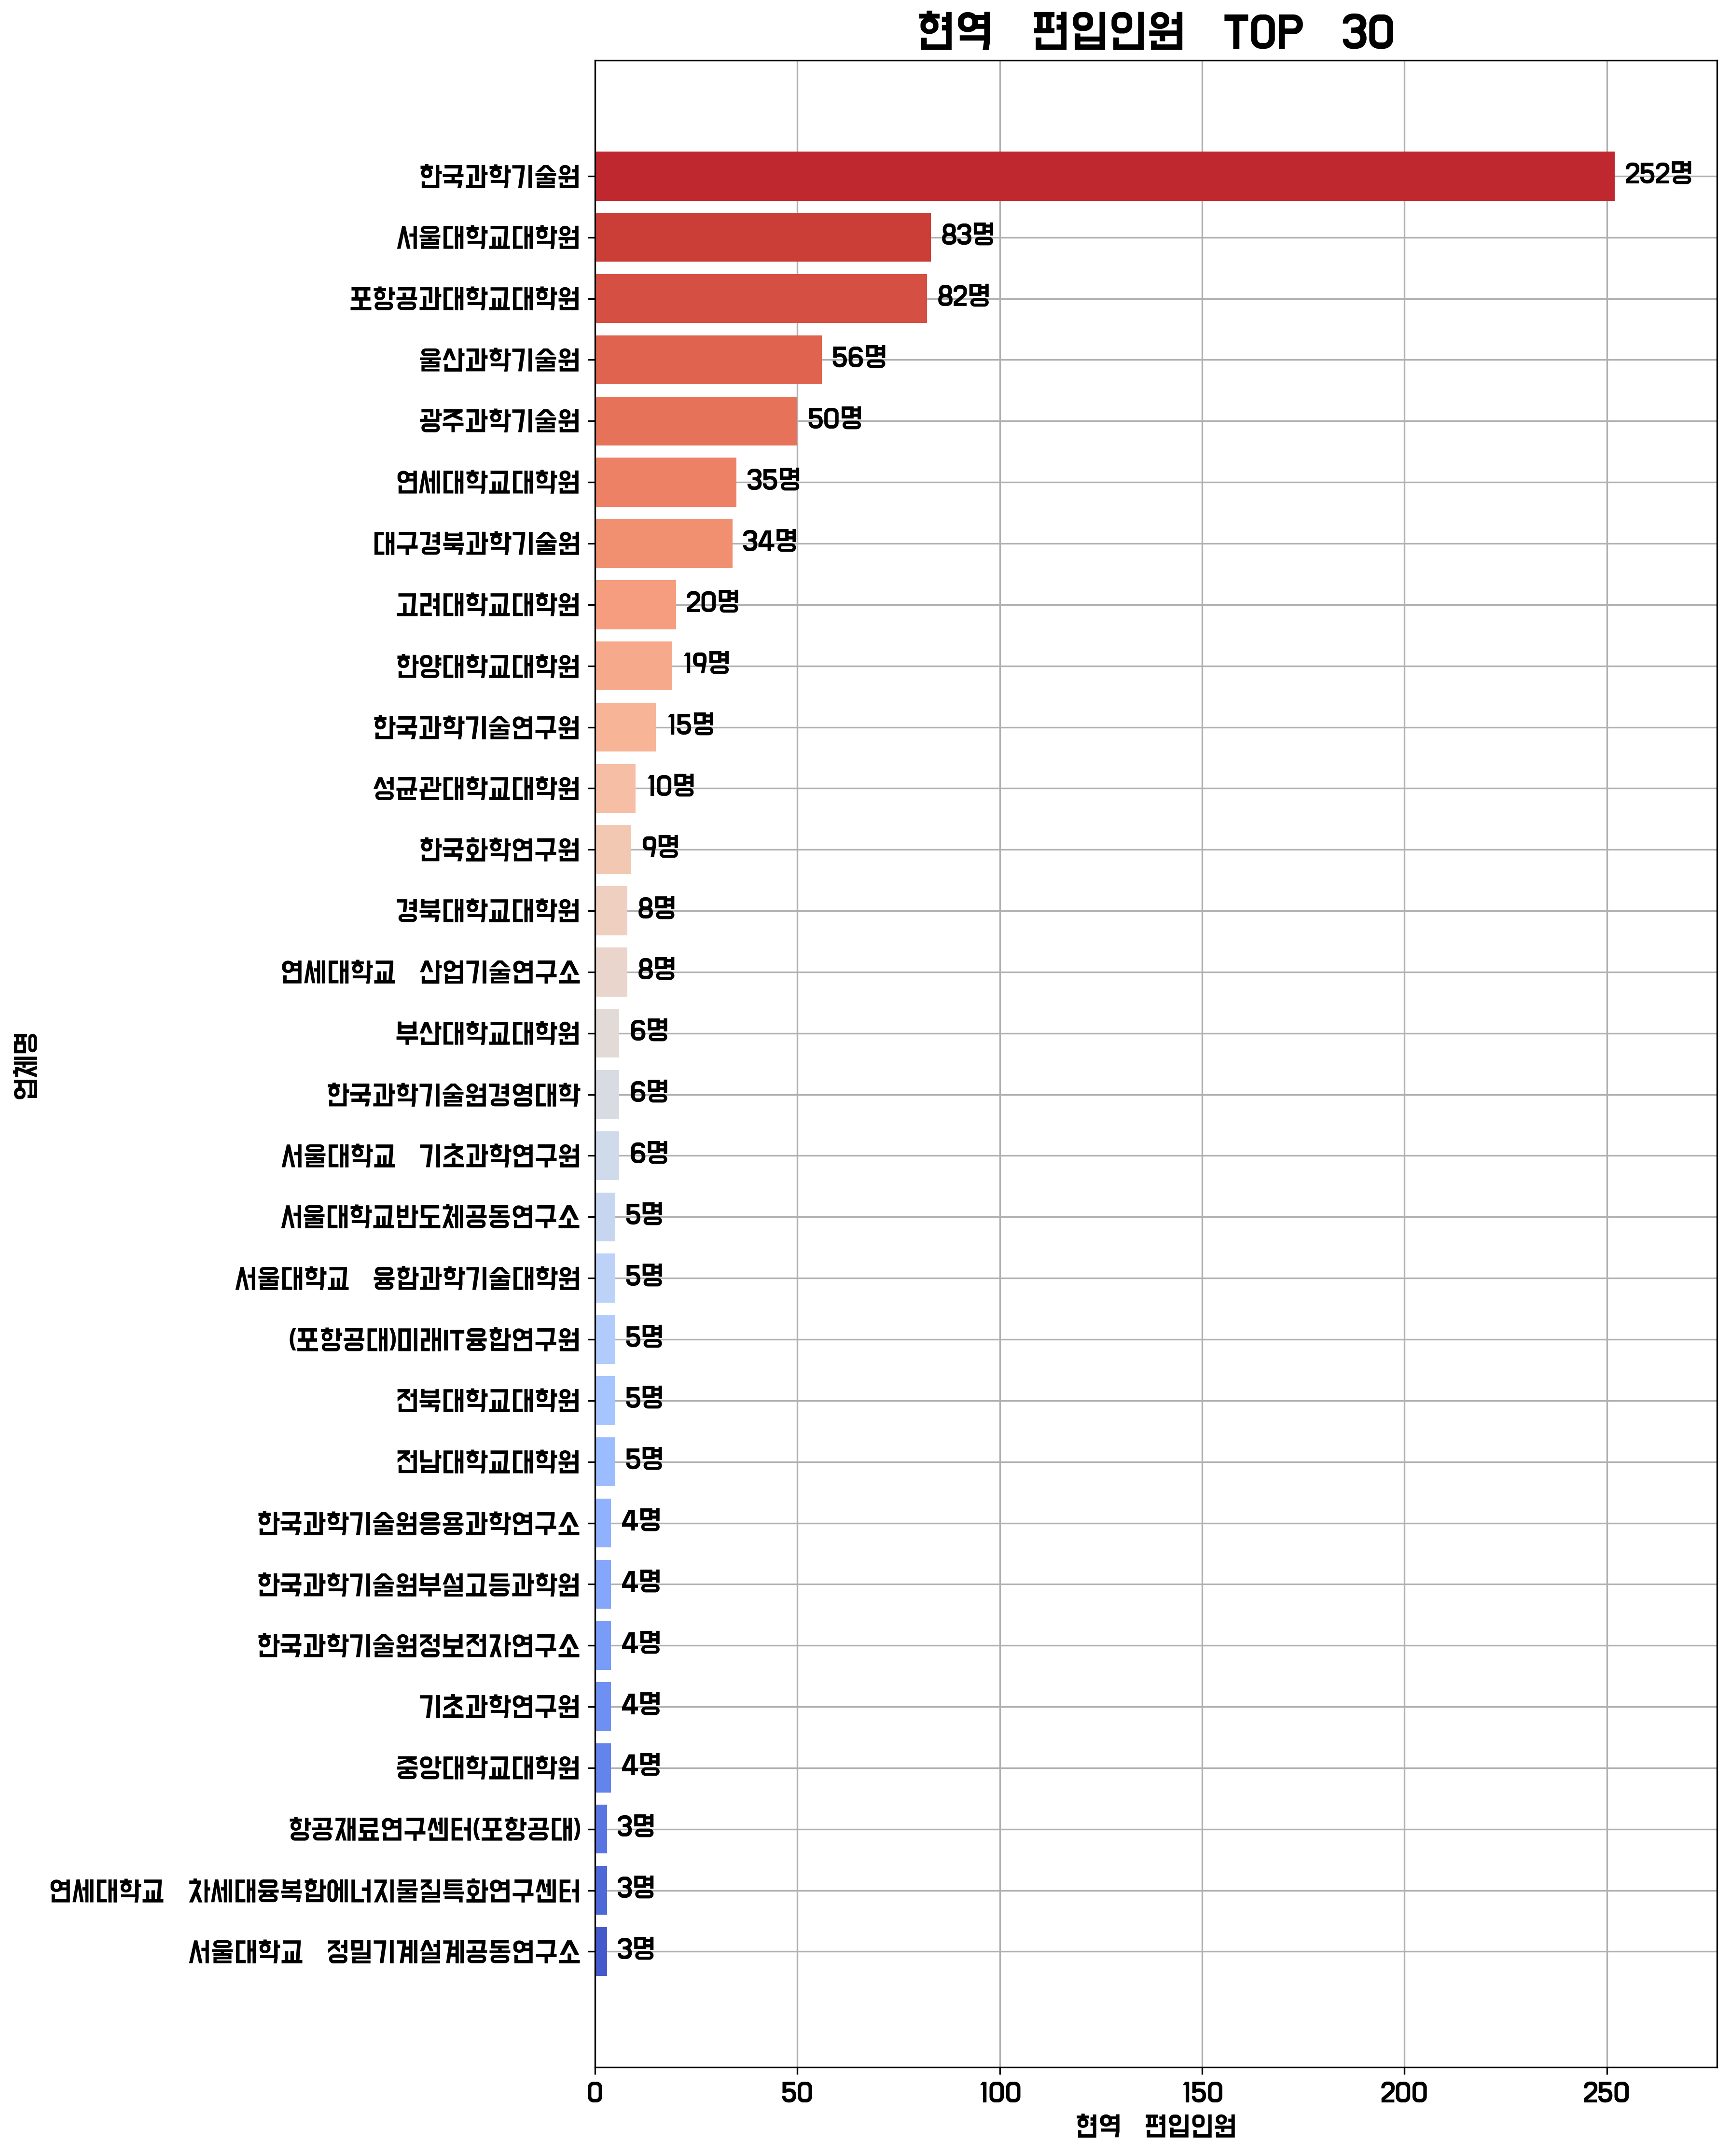 현역 편입인원 TOP 30
한국과학기술원 252명
서울대학교대학원 83명
포항공과대학교대학원 82명
울산과학기술원 56명
광주과학기술원 50명
연세대학교대학원 35명
대구경북과학기술원 34명
고려대학교대학원 20명
한양대학교대학원 19명
한국과학기술연구원 15명
성균관대학교대학원 10명
한국화학연구원 9명
경북대학교대학원 8명
연세대학교 산업기술연구소 8명
부산대학교대학원 6명
한국과학기술원경영대학 6명
서울대학교 기초과학연구원 6명
서울대학교반도체공동연구소 5명
서울대학교 융합과학기술대학원 5명
(포항공대)미래IT융합연구원 5명
전북대학교대학원 5명
전남대학교대학원 5명
한국과학기술원응용과학연구소 4명
한국과학기술원부설고등과학원 4명
한국과학기술원정보전자연구소 4명
기초과학연구원 4명
중앙대학교대학원 4명
항공재료연구센터(포항공대) 3명
연세대학교 차세대융복합에너지물질특화연구센터 3명
서울대학교 정밀기계설계공동연구소 3명
업체명
0 50 100 150 200 250
현역 편입인원